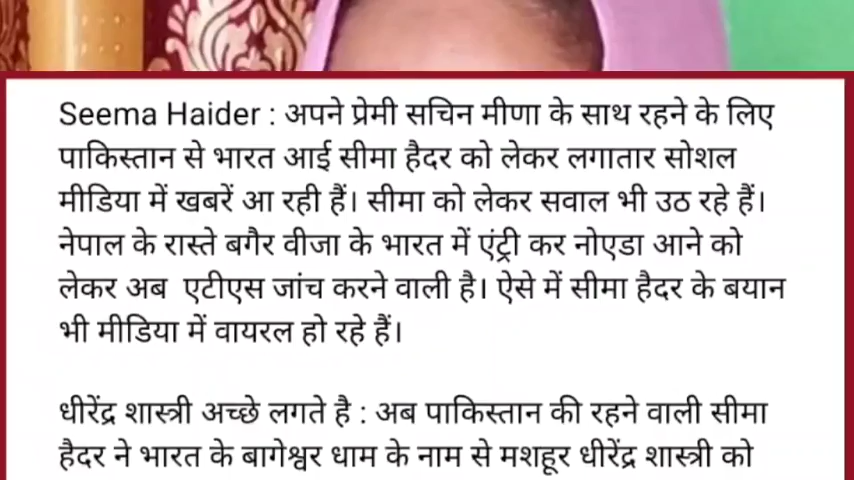 Seema Haider : अपने प्रेमी सचिन मीणा के साथ रहने के लिए
पाकिस्तान से भारत आई सीमा हैदर को लेकर लगातार सोशल
मीडिया में खबरें आ रही हैं। सीमा को लेकर सवाल भी उठ रहे हैं।
नेपाल के रास्ते बगैर वीजा के भारत में एंट्री कर नोएडा आने को
लेकर अब एटीएस जांच करने वाली है। ऐसे में सीमा हैदर के बयान
भी मीडिया में वायरल हो रहे हैं।
धीरेंद्र शास्त्री अच्छे लगते है : अब पाकिस्तान की रहने वाली सीमा
हैदर ने भारत के बागेश्वर धाम के नाम से मशहूर धीरेंद्र शास्त्री को